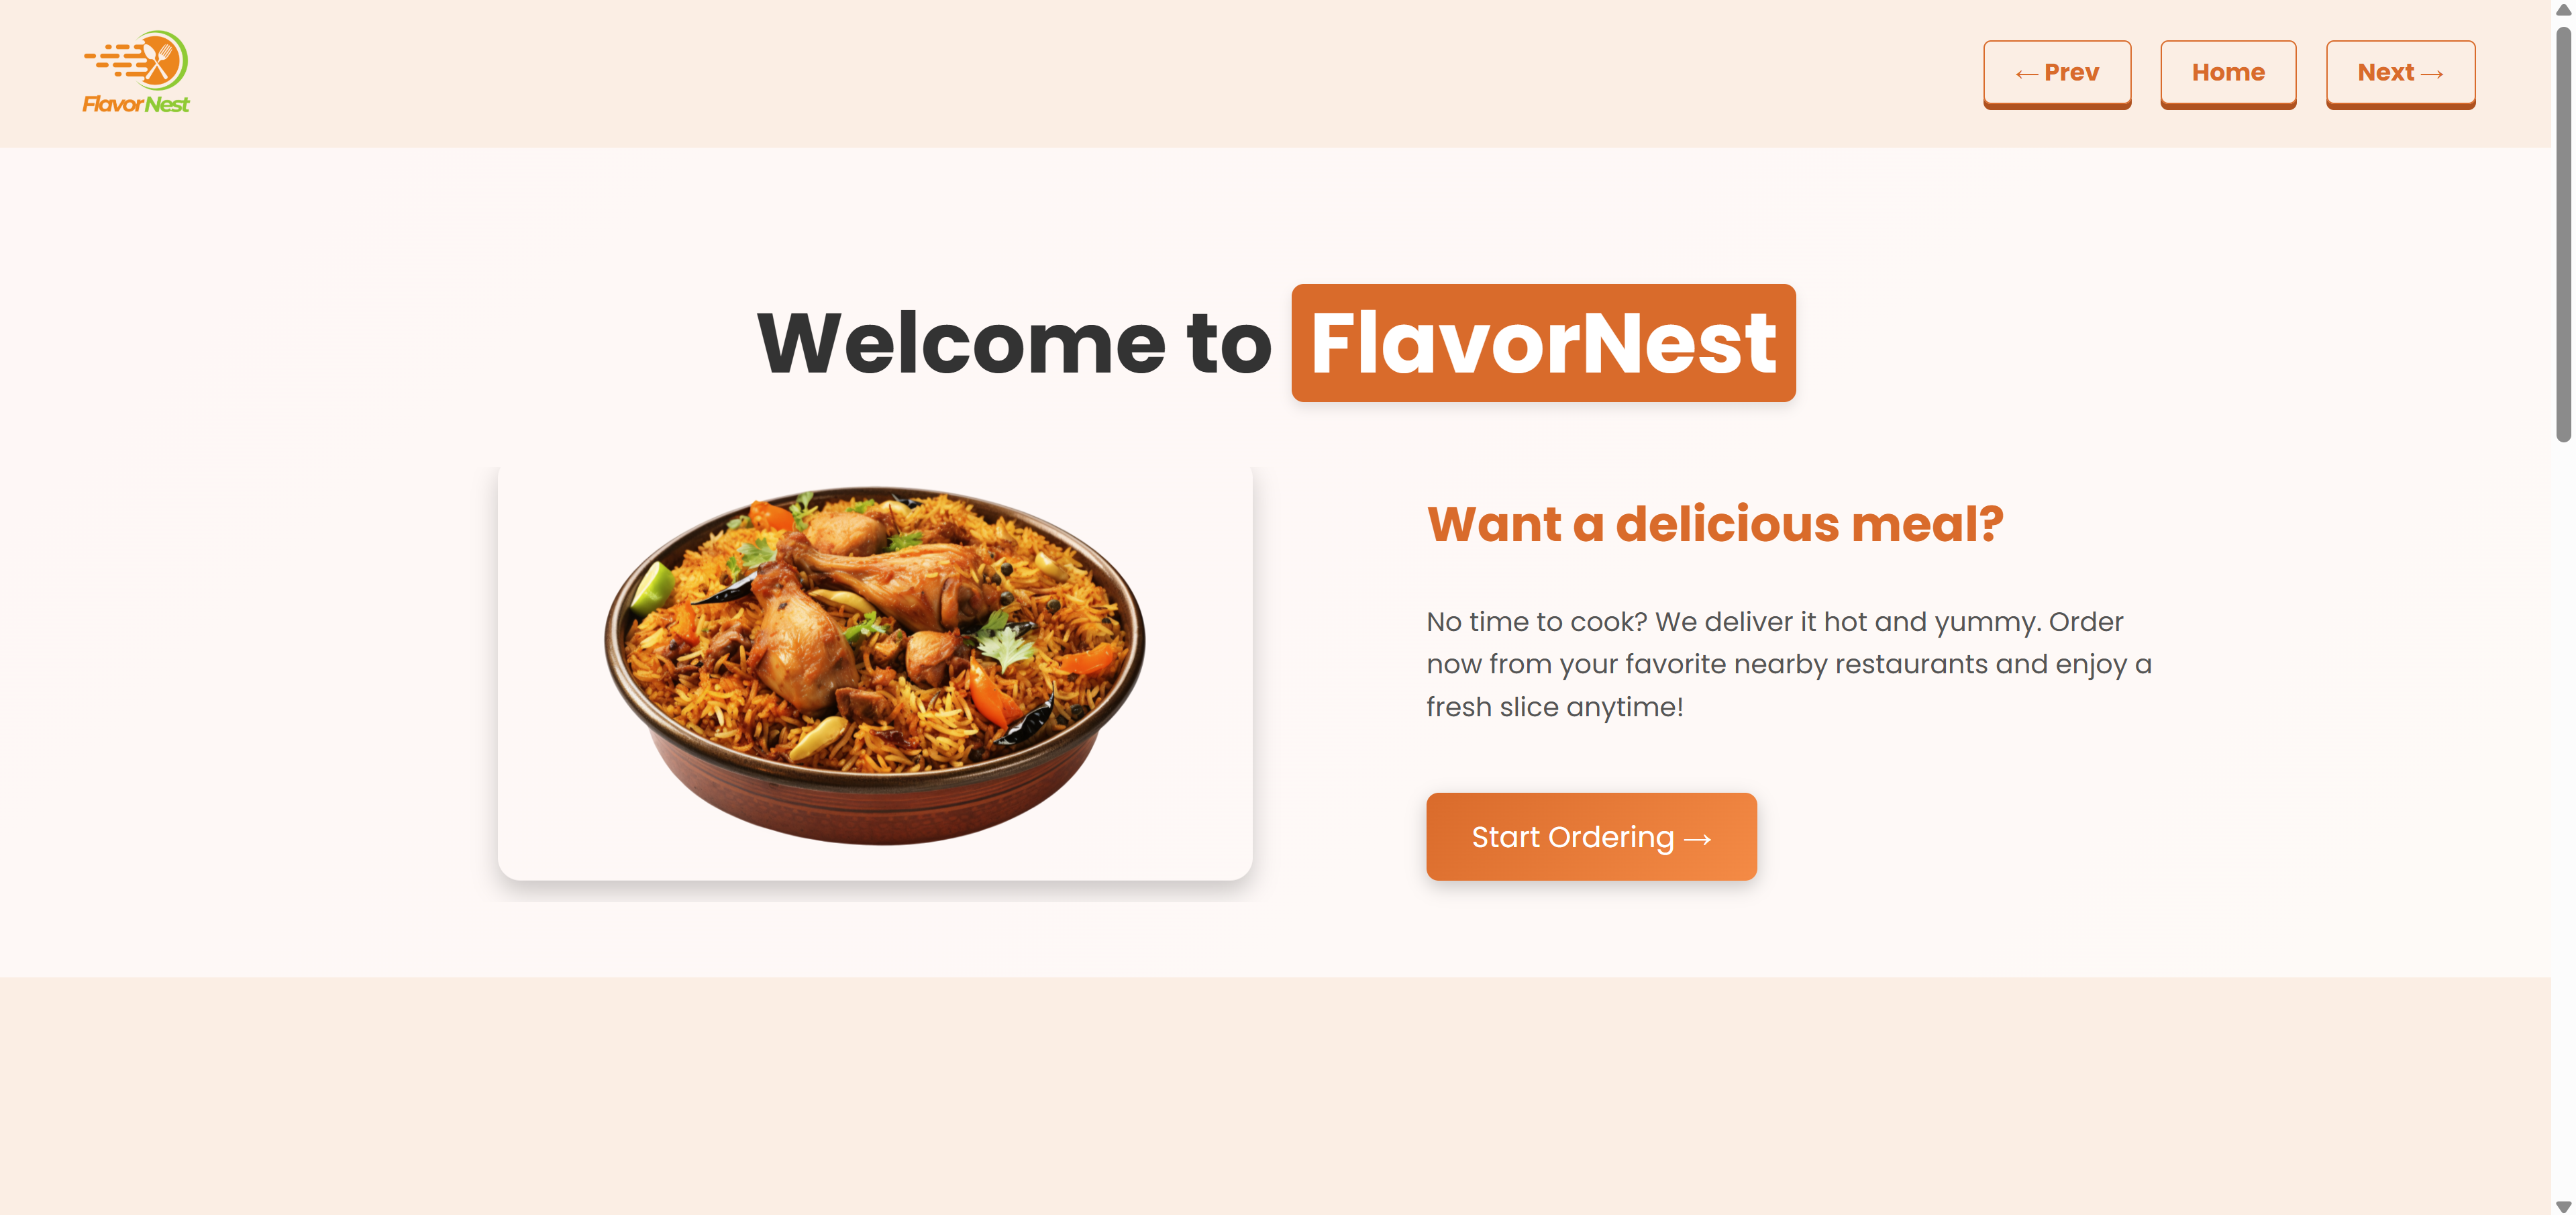 FlavorNest
← Prev
Home
Next →
Welcome to FlavorNest
Want a delicious meal?
No time to cook? We deliver it hot and yummy. Order
now from your favorite nearby restaurants and enjoy a
fresh slice anytime!
Start Ordering →